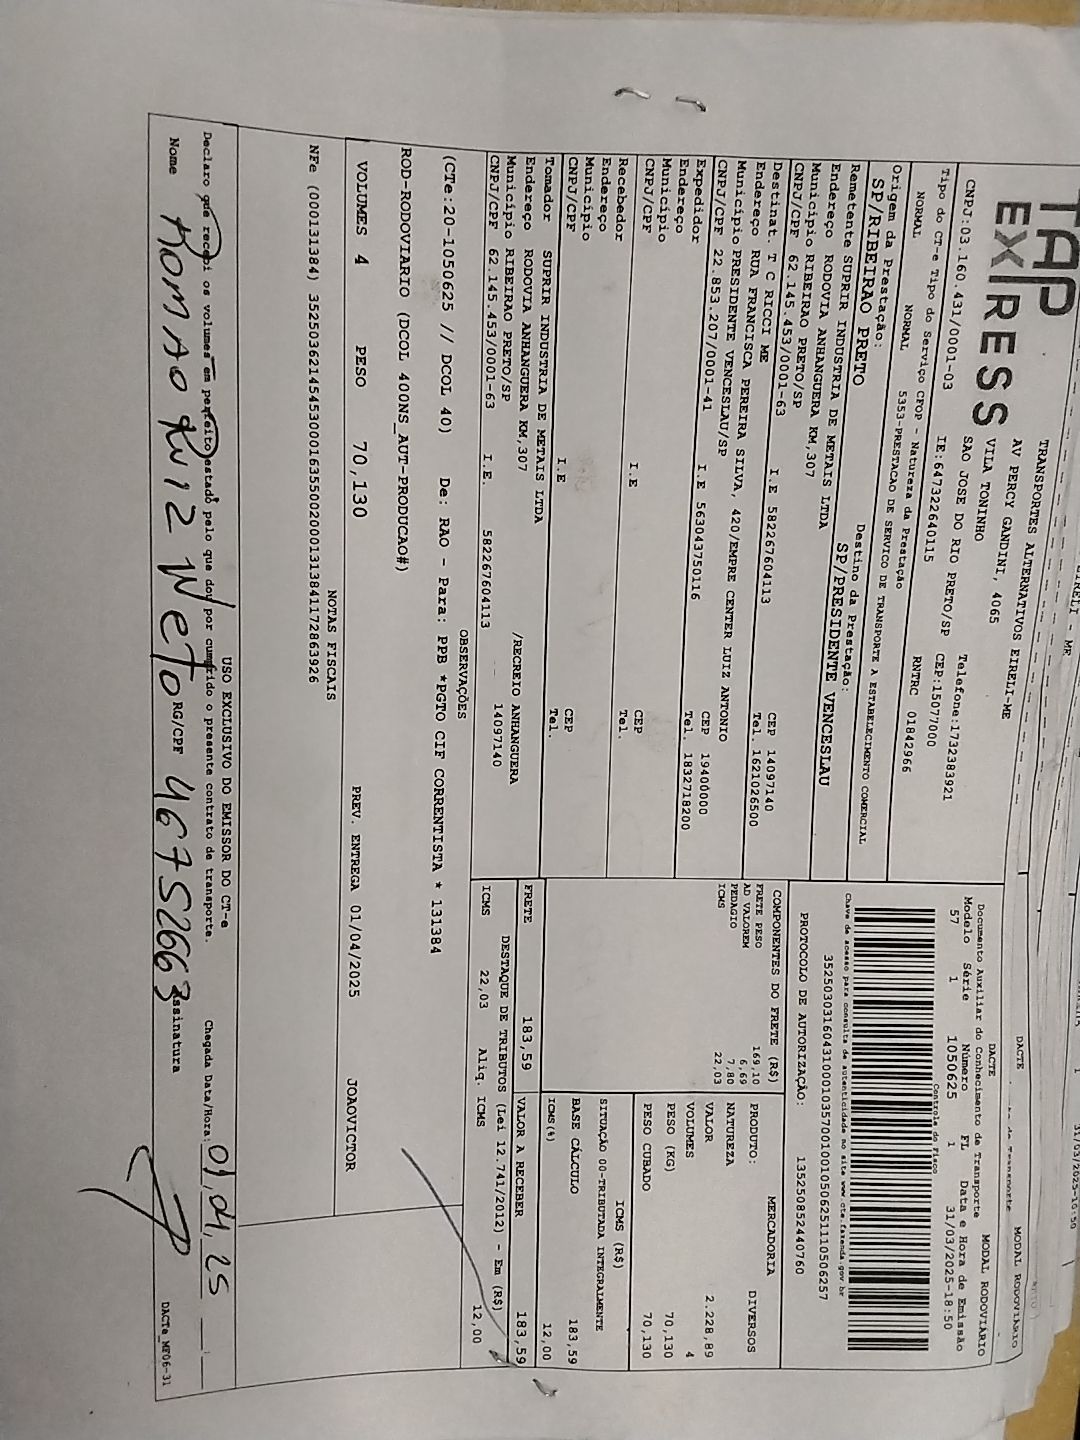 TAP
EXPRESS
TRANSPORTES ALTERNATIVOS EIRELI-ME
AV PERCY GANDINI, 4065
VILA TONINHO
SAO JOSE DO RIO PRETO/SP CEP:15077000
CNPJ:03.160.431/0001-03 IE:647322640115 Telefone:1732383921
Tipo do CT-e Tipo do Serviço CFOP - Natureza da Prestação RNTRC 01842966
NORMAL NORMAL 5353-PRESTACAO DE SERVICO DE TRANSPORTE A ESTABELECIMENTO COMERCIAL
Origem da Prestação: Destino da Prestação:
SP/RIBEIRAO PRETO SP/PRESIDENTE VENCESLAU
Remetente SUPRIR INDUSTRIA DE METAIS LTDA
Endereço RODOVIA ANHANGUERA KM,307
Município RIBEIRAO PRETO/SP CEP 14097140
CNPJ/CPF 62.145.453/0001-63 I.E 582267604113 Tel. 1621026500
Destinat. T C RICCI ME
Endereço RUA FRANCISCA PEREIRA SILVA, 420/EMPRE CENTER LUIZ ANTONIO
Município PRESIDENTE VENCESLAU/SP CEP 19400000
CNPJ/CPF 22.853.207/0001-41 I.E 563043750116 Tel. 1832718200
Expedidor
Endereço
Município CEP
CNPJ/CPF I.E Tel.
Recebedor
Endereço
Município CEP
CNPJ/CPF I.E Tel.
Tomador SUPRIR INDUSTRIA DE METAIS LTDA
Endereço RODOVIA ANHANGUERA KM,307 /RECREIO ANHANGUERA
Município RIBEIRAO PRETO/SP 14097140
CNPJ/CPF 62.145.453/0001-63 I.E. 582267604113
DACTE MODAL RODOVIÁRIO
Documento Auxiliar do Conhecimento de Transporte
Modelo Série Número FL Data e Hora de Emissão
57 1 1050625 1 31/03/2025-18:50
Controle do Fisco
Chave de acesso para consulta de autenticidade no site www.cte.fazenda.gov.br
35250303160431000103570010010506251110506257
PROTOCOLO DE AUTORIZAÇÃO: 135250852440760
COMPONENTES DO FRETE (R$)
FRETE PESO 169,10
AD VALOREM 6,69
PEDAGIO 7,80
ICMS 22,03
MERCADORIA
PRODUTO: DIVERSOS
NATUREZA
VALOR 2.228,89
VOLUMES 4
PESO (KG) 70,130
PESO CUBADO 70,130
ICMS (R$)
SITUAÇÃO 00-TRIBUTADA INTEGRALMENTE
BASE CÁLCULO 183,59
ICMS(%) 12,00
FRETE 183,59 VALOR A RECEBER 183,59
DESTAQUE DE TRIBUTOS (Lei 12.741/2012) - Em (R$)
ICMS 22,03 Aliq. ICMS 12,00
OBSERVAÇÕES
(CTe:20-1050625 // DCOL 40) De: RAO - Para: PPB *PGTO CIF CORRENTISTA * 131384
ROD-RODOVIARIO (DCOL 400NS_AUT-PRODUCAO#)
VOLUMES 4 PESO 70,130 PREV. ENTREGA 01/04/2025 JOAOVICTOR
NOTAS FISCAIS
NFe (000131384) 35250362145453000163550020001313841172863926
USO EXCLUSIVO DO EMISSOR DO CT-e
Declaro que recebi os volumes em perfeito estado pelo que dou por cumprido o presente contrato de transporte. Chegada Data/Hora: 01,04,25
Nome ROMAO RUIZ Neto RG/CPF 467526663 Assinatura
DACTe_MF06-31